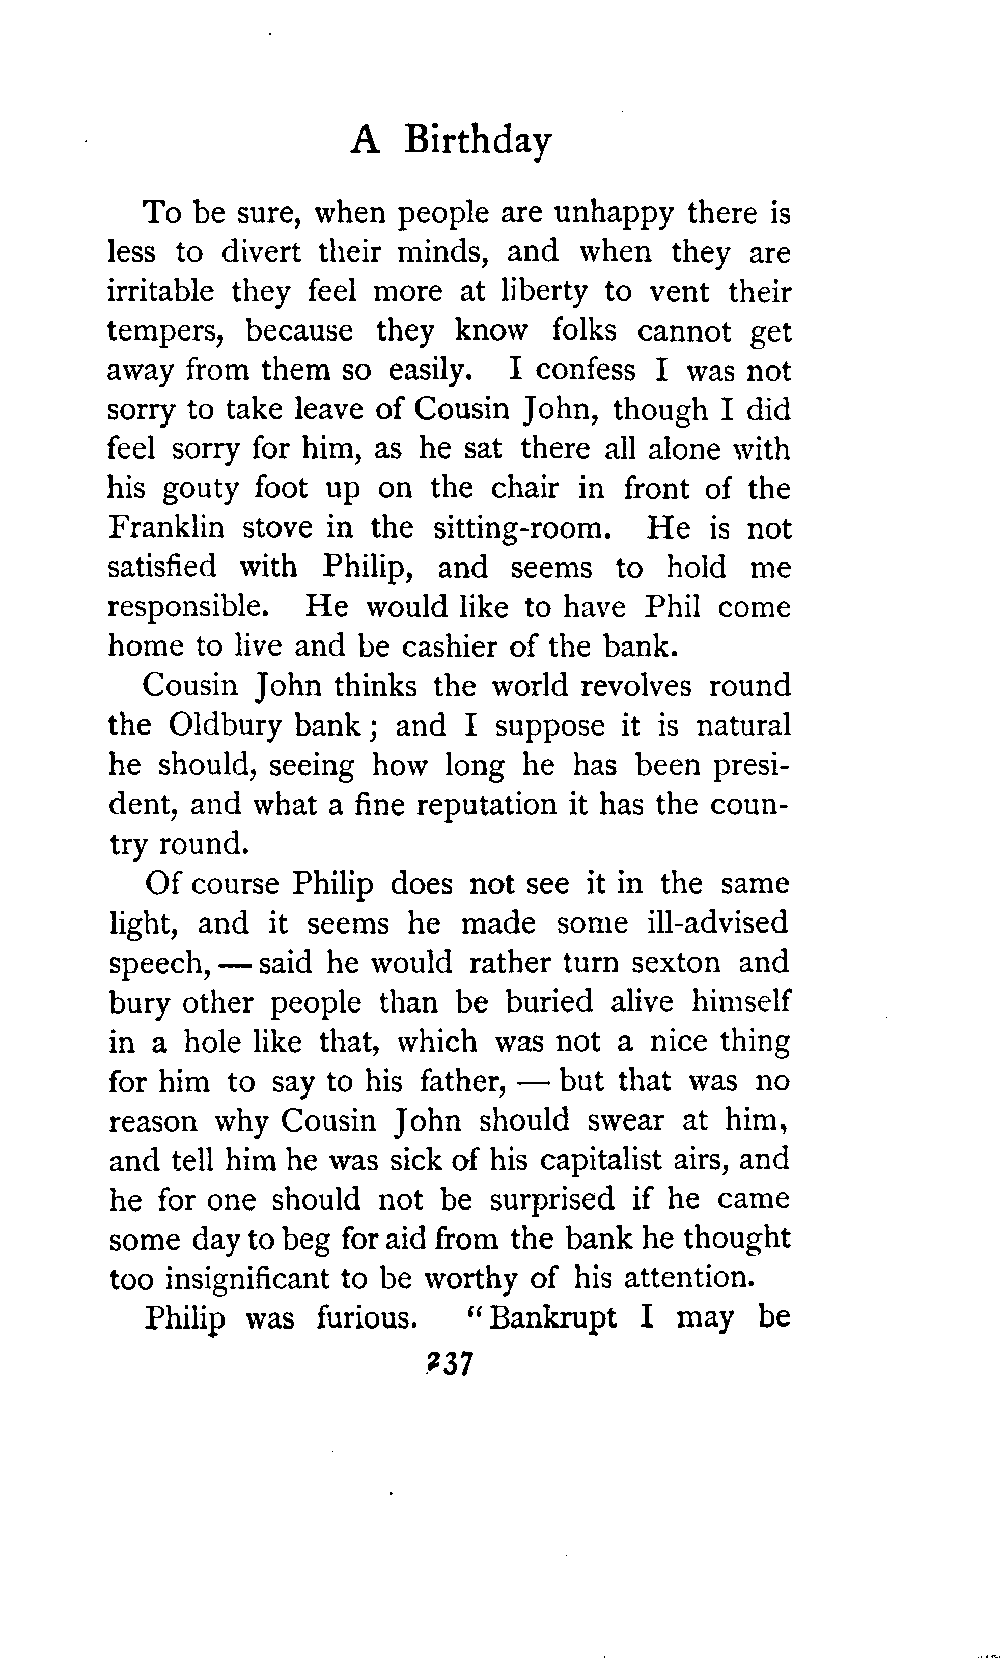 A Birthday
To be sure, when people are unhappy there is
less to divert their minds, and when they are
irritable they feel more at liberty to vent their
tempers, because they know folks cannot get
away from them so easily. I confess I was not
sorry to take leave of Cousin John, though I did
feel sorry for him, as he sat there all alone with
his gouty foot up on the chair in front of the
Franklin stove in the sitting-room. He is not
satisfied with Philip, and seems to hold me
responsible. He would like to have Phil come
home to live and be cashier of the bank.
Cousin John thinks the world revolves round
the Oldbury bank; and I suppose it is natural
he should, seeing how long he has been presi-
dent, and what a fine reputation it has the coun-
try round.
Of course Philip does not see it in the same
light, and it seems he made some ill-advised
speech, — said he would rather turn sexton and
bury other people than be buried alive himself
in a hole like that, which was not a nice thing
for him to say to his father, — but that was no
reason why Cousin John should swear at him,
and tell him he was sick of his capitalist airs, and
he for one should not be surprised if he came
some day to beg for aid from the bank he thought
too insignificant to be worthy of his attention.
Philip was furious. "Bankrupt I may be
237